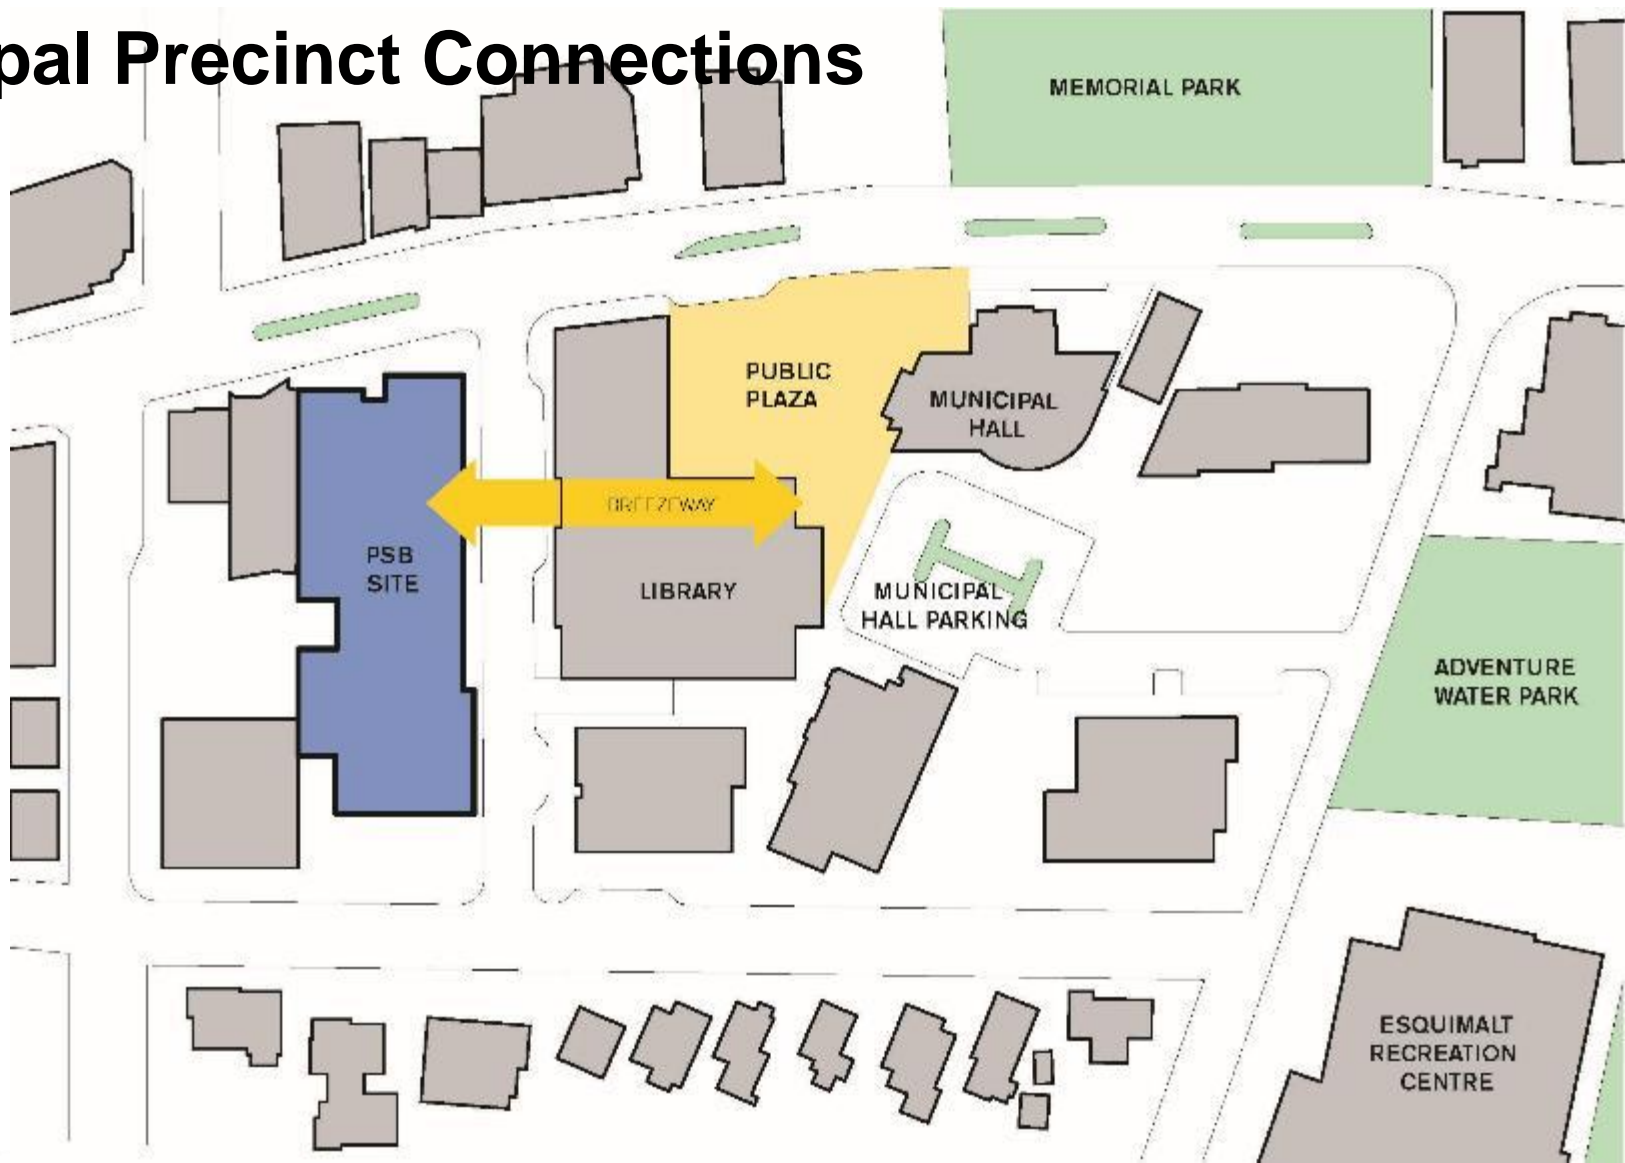 pal Precinct Connections
MEMORIAL PARK
PUBLIC
PLAZA
MUNICIPAL
HALL
BREEZEWAY
PSB
SITE
LIBRARY
MUNICIPAL
HALL PARKING
ADVENTURE
WATER PARK
ESQUIMALT
RECREATION
CENTRE